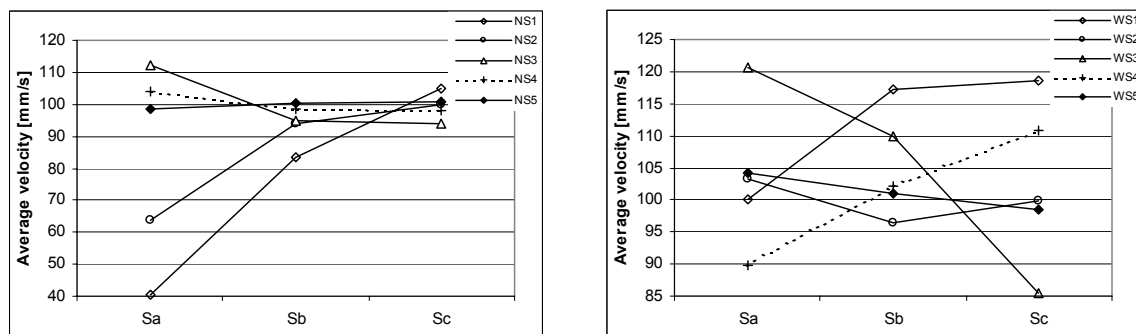 Average velocity [mm/s]
120
110
100
90
80
70
60
50
40
Sa Sb Sc
NS1
NS2
NS3
NS4
NS5
Average velocity [mm/s]
125
120
115
110
105
100
95
90
85
Sa Sb Sc
WS1
WS2
WS3
WS4
WS5